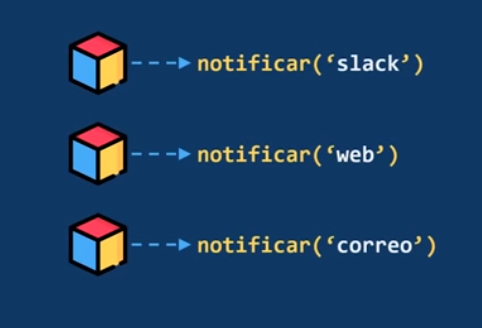 notificar(‘slack’)
notificar(‘web’)
notificar(‘correo’)